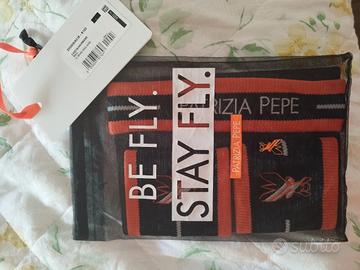 BE FLY.
STAY FLY.
PATRIZIA PEPE
PATRIZIA PEPE
subito